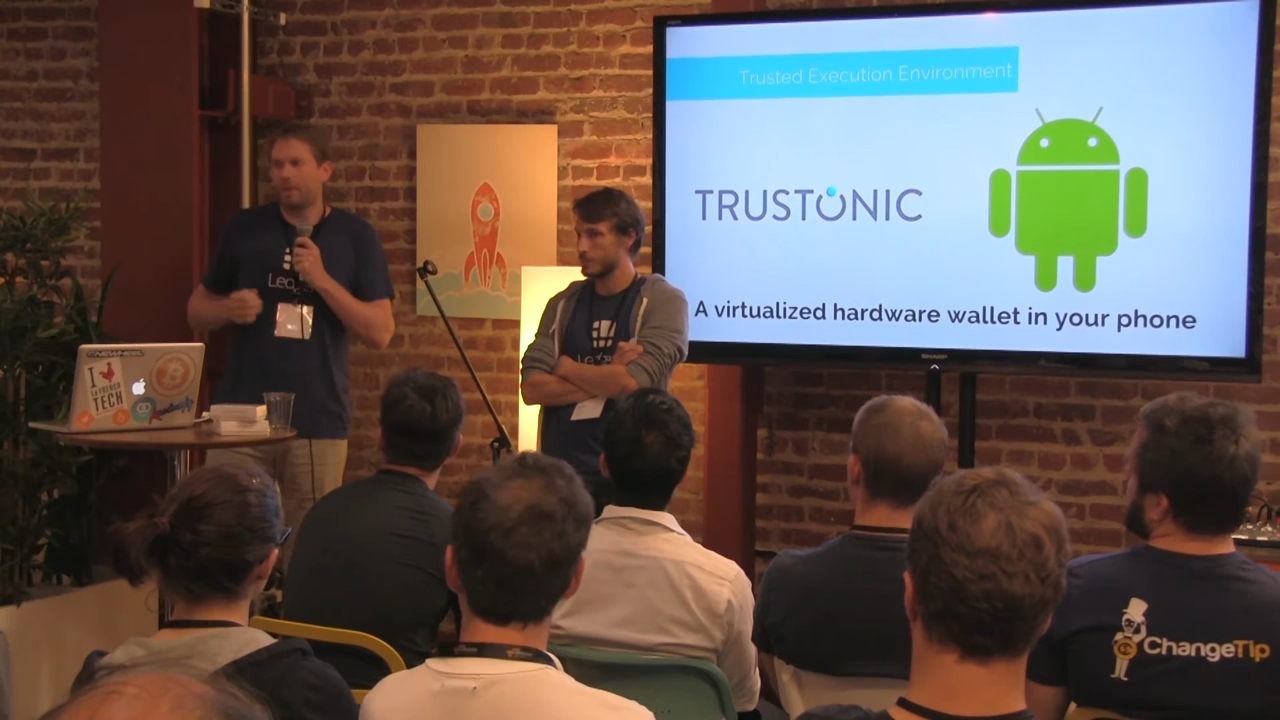 Trusted Execution Environment
TRUSTONIC
A virtualized hardware wallet in your phone
SHARP
I
LA FRENCH
TECH
ChangeTip